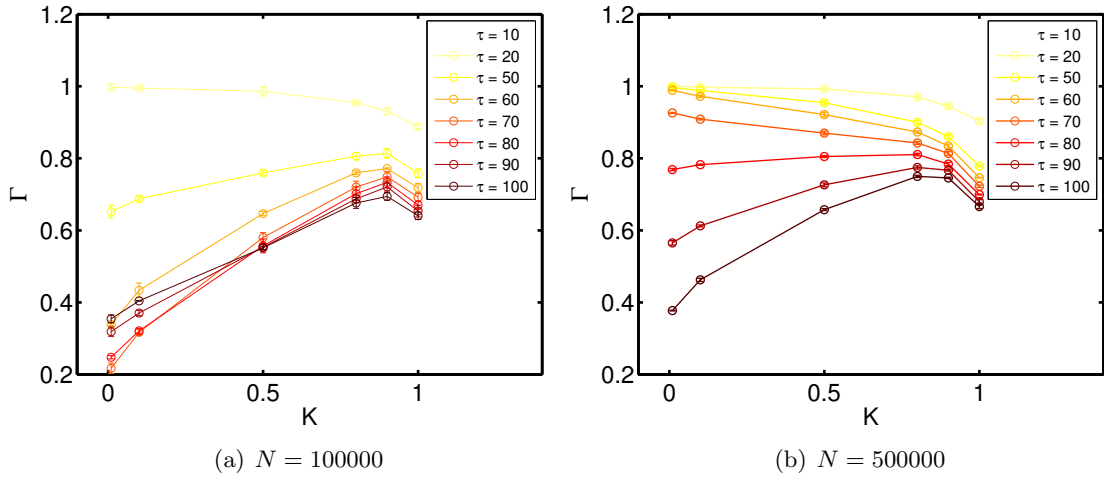 1.2
1
0.8
0.6
0.4
0.2
Γ
0
0.5
1
K
τ = 10
τ = 20
τ = 50
τ = 60
τ = 70
τ = 80
τ = 90
τ = 100
(a) N = 100000
1.2
1
0.8
0.6
0.4
0.2
Γ
0
0.5
1
K
τ = 10
τ = 20
τ = 50
τ = 60
τ = 70
τ = 80
τ = 90
τ = 100
(b) N = 500000